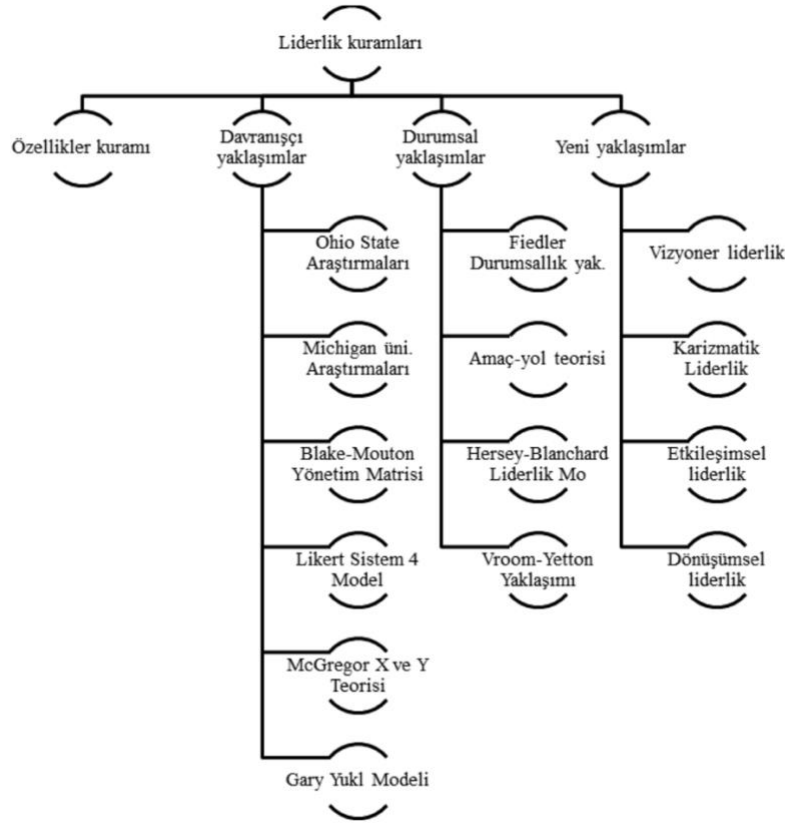 Liderlik kuramları
Özellikler kuramı
Davranışçı
yaklaşımlar
Durumsal
yaklaşımlar
Yeni yaklaşımlar
Ohio State
Araştırmaları
Michigan üni.
Araştırmaları
Blake-Mouton
Yönetim Matrisi
Likert Sistem 4
Model
McGregor X ve Y
Teorisi
Gary Yukl Modeli
Fiedler
Durumsallık yak.
Amaç-yol teorisi
Hersey-Blanchard
Liderlik Mo
Vroom-Yetton
Yaklaşımı
Vizyoner liderlik
Karizmatik
Liderlik
Etkileşimsel
liderlik
Dönüşümsel
liderlik